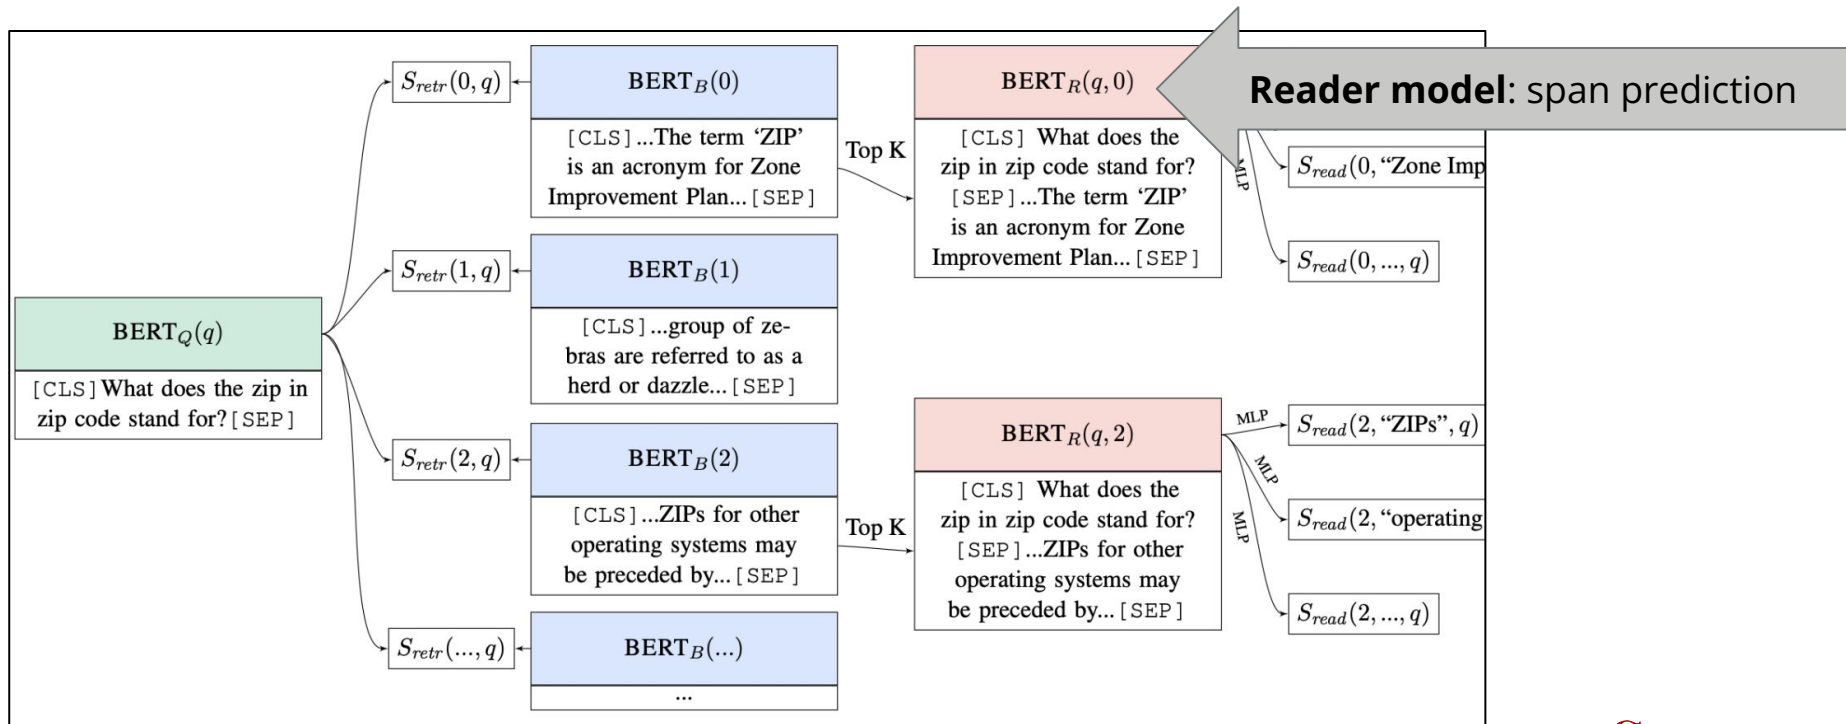 BERT_Q(q)
[CLS]What does the zip in
zip code stand for?[SEP]
S_retr(0, q)
S_retr(1, q)
S_retr(2, q)
S_retr(..., q)
BERT_B(0)
[CLS]...The term ‘ZIP’
is an acronym for Zone
Improvement Plan...[SEP]
BERT_B(1)
[CLS]...group of ze-
bras are referred to as a
herd or dazzle...[SEP]
BERT_B(2)
[CLS]...ZIPs for other
operating systems may
be preceded by...[SEP]
BERT_B(...)
...
Top K
Top K
BERT_R(q, 0)
[CLS] What does the
zip in zip code stand for?
[SEP]...The term ‘ZIP’
is an acronym for Zone
Improvement Plan...[SEP]
BERT_R(q, 2)
[CLS] What does the
zip in zip code stand for?
[SEP]...ZIPs for other
operating systems may
be preceded by...[SEP]
Reader model: span prediction
MLP
S_read(0, “Zone Imp
S_read(0, ..., q)
MLP
MLP
MLP
S_read(2, “ZIPs”, q)
S_read(2, “operating
S_read(2, ..., q)